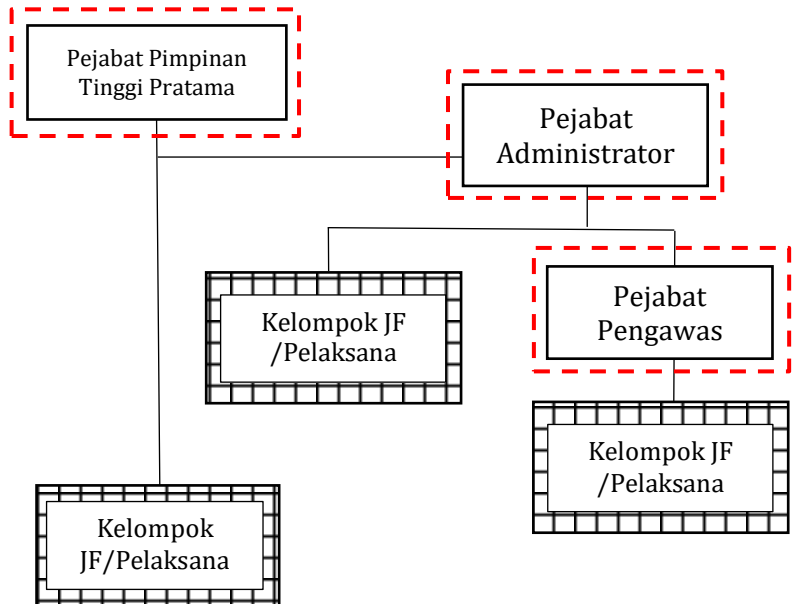 Pejabat Pimpinan
Tinggi Pratama
Pejabat
Administrator
Kelompok JF
/Pelaksana
Pejabat
Pengawas
Kelompok JF
/Pelaksana
Kelompok
JF/Pelaksana